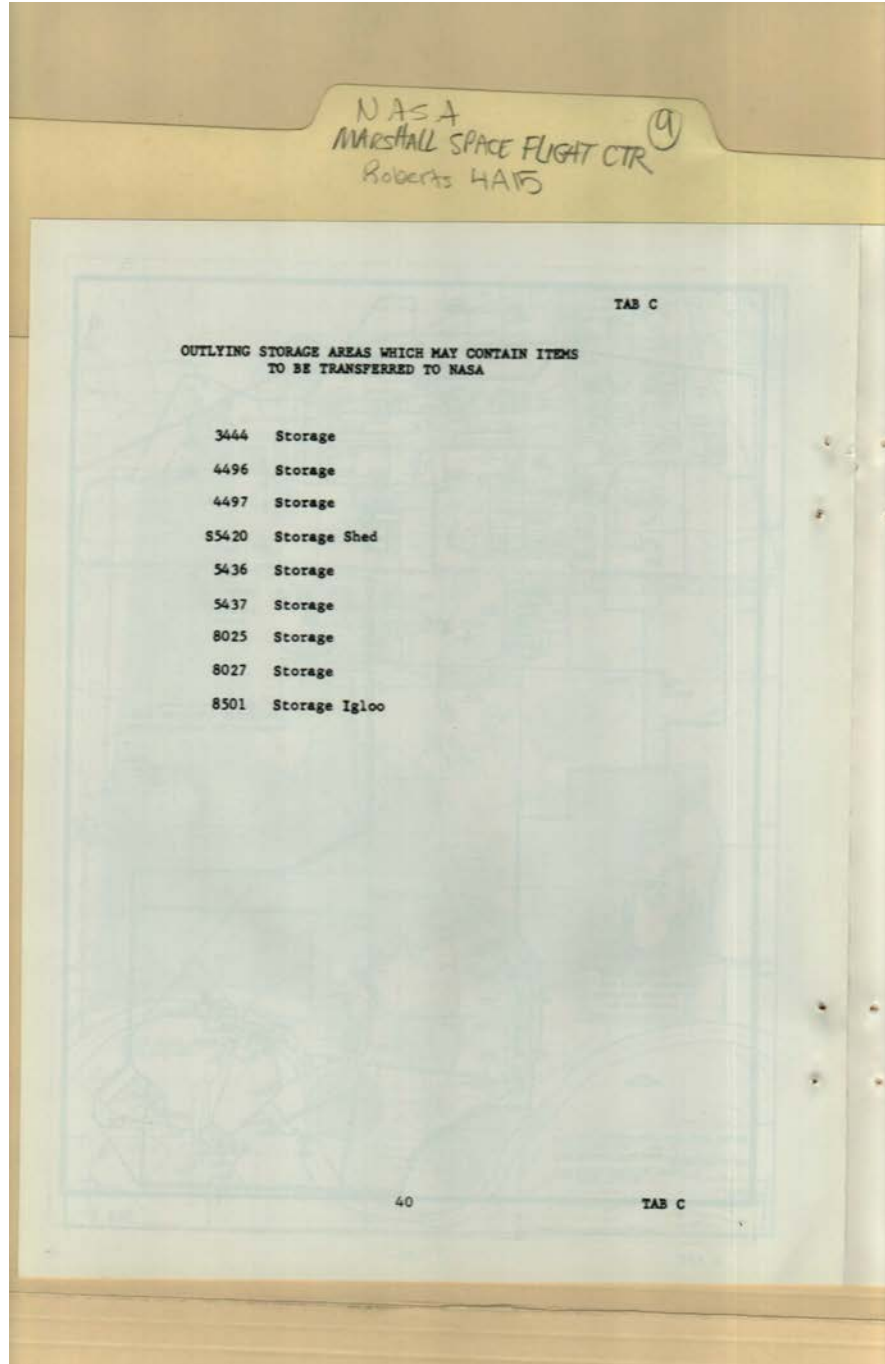 NASA
MARSHALL SPACE FLIGHT CTR 9
Roberts 4A15
TAB C
OUTLYING STORAGE AREAS WHICH MAY CONTAIN ITEMS
TO BE TRANSFERRED TO NASA
3444 Storage
4496 Storage
4497 Storage
S5420 Storage Shed
5436 Storage
5437 Storage
8025 Storage
8027 Storage
8501 Storage Igloo
40 TAB C